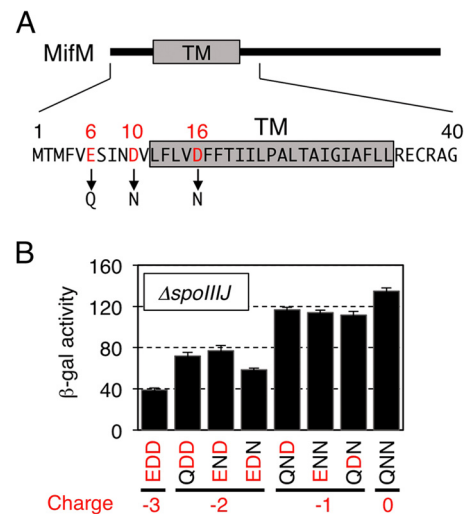 A
MifM
TM
TM
1 6 10 16 40
MTMFVESINDVLFLVDFFTIILPALTAIGIAFLLRECRAG
Q N N
B
160
120
80
40
0
β-gal activity
ΔspoIIIJ
EDD QDD END EDN QND ENN QDN QNN
Charge -3 -2 -1 0